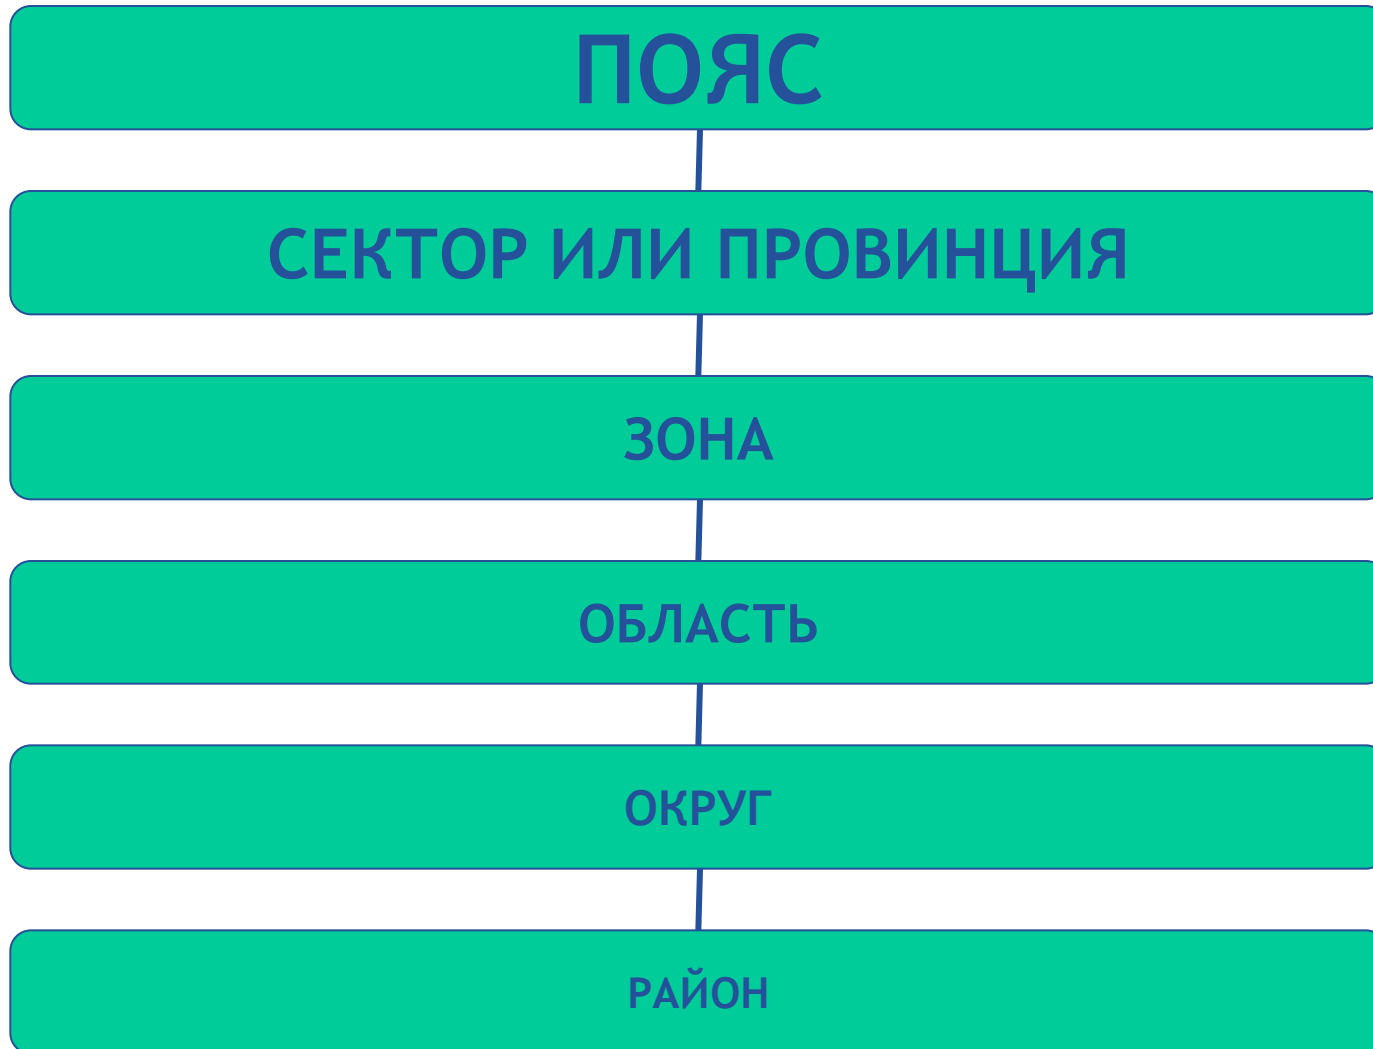 ПОЯС
СЕКТОР ИЛИ ПРОВИНЦИЯ
ЗОНА
ОБЛАСТЬ
ОКРУГ
РАЙОН